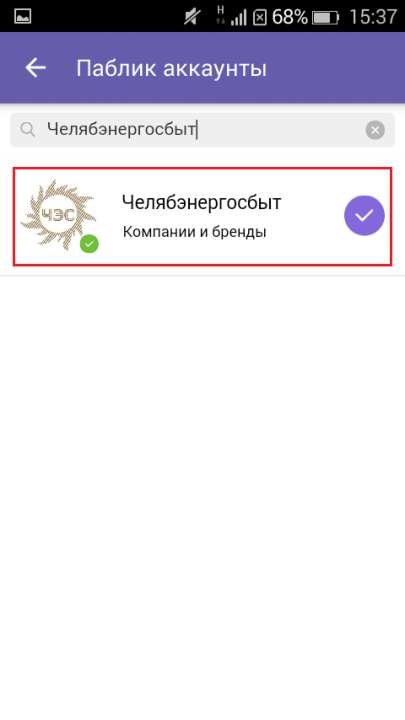 H 68% 15:37
Паблик аккаунты
Челябэнергосбыт
ЧЭС
Челябэнергосбыт
Компании и бренды